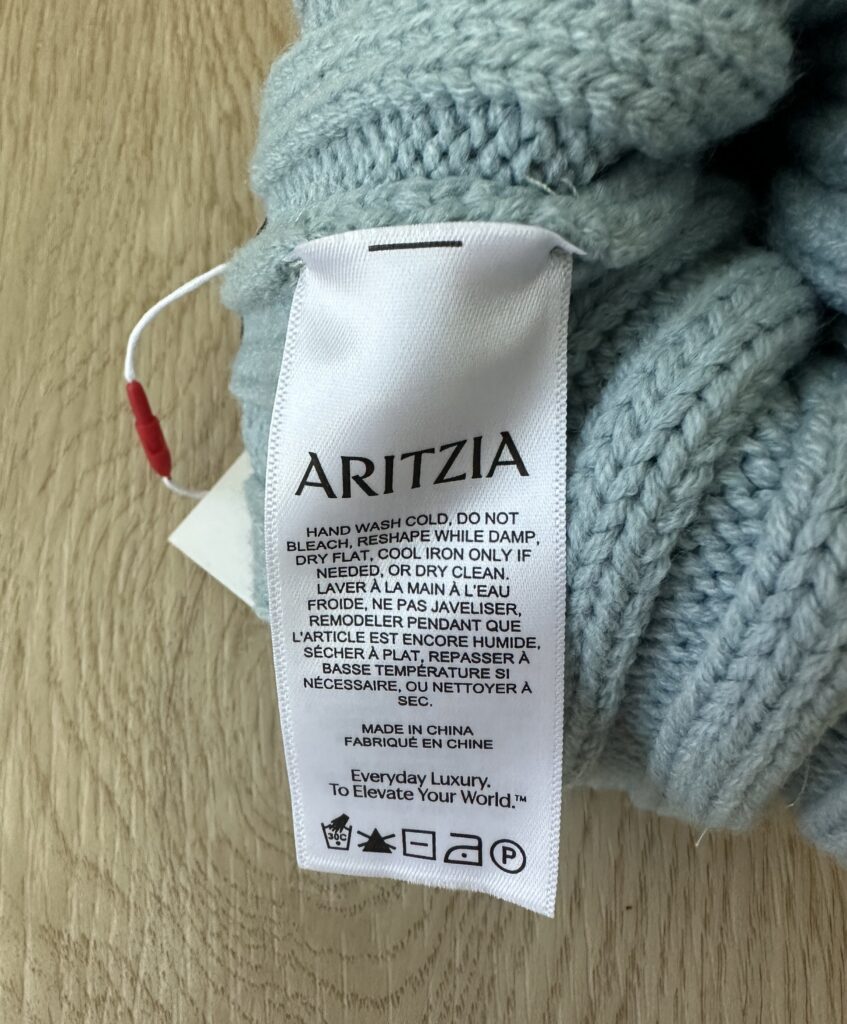 ARITZIA
HAND WASH COLD, DO NOT
BLEACH, RESHAPE WHILE DAMP,
DRY FLAT, COOL IRON ONLY IF
NEEDED, OR DRY CLEAN.
LAVER À LA MAIN À L'EAU
FROIDE, NE PAS JAVELISER,
REMODELER PENDANT QUE
L'ARTICLE EST ENCORE HUMIDE,
SÉCHER À PLAT, REPASSER À
BASSE TEMPÉRATURE SI
NÉCESSAIRE, OU NETTOYER À
SEC.
MADE IN CHINA
FABRIQUÉ EN CHINE
Everyday Luxury.
To Elevate Your World.™
30C P